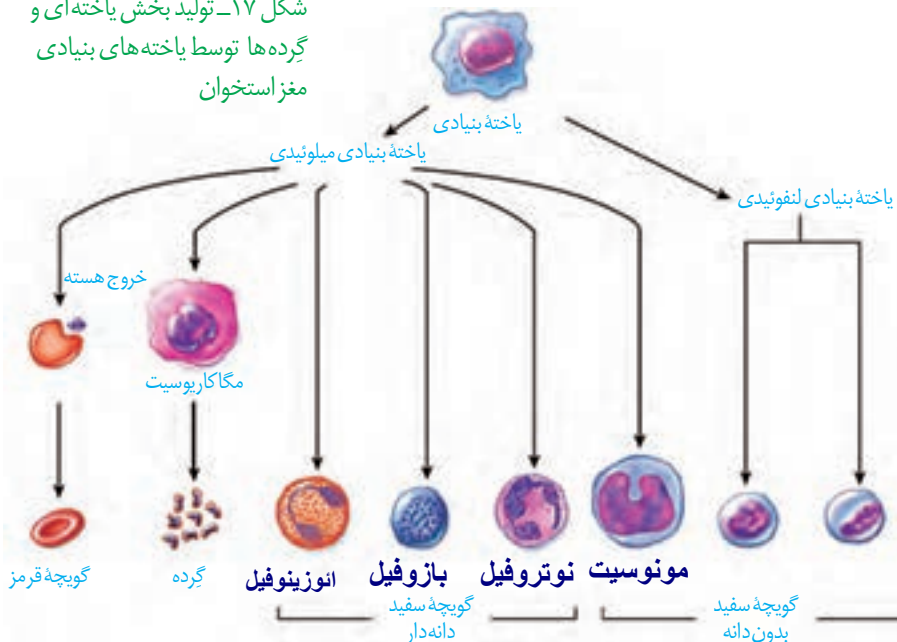 شکل ۱۷ـ تولید بخش یاخته‌ای و
گِرده‌ها توسط یاخته‌های بنیادی
مغز استخوان
یاختهٔ بنیادی
یاختهٔ بنیادی میلوئیدی
یاختهٔ بنیادی لنفوئیدی
خروج هسته
مگاکاریوسیت
گویچهٔ قرمز
گِرده
ائوزینوفیل
بازوفیل
نوتروفیل
مونوسیت
گویچهٔ سفید
دانه‌دار
گویچهٔ سفید
بدون‌دانه